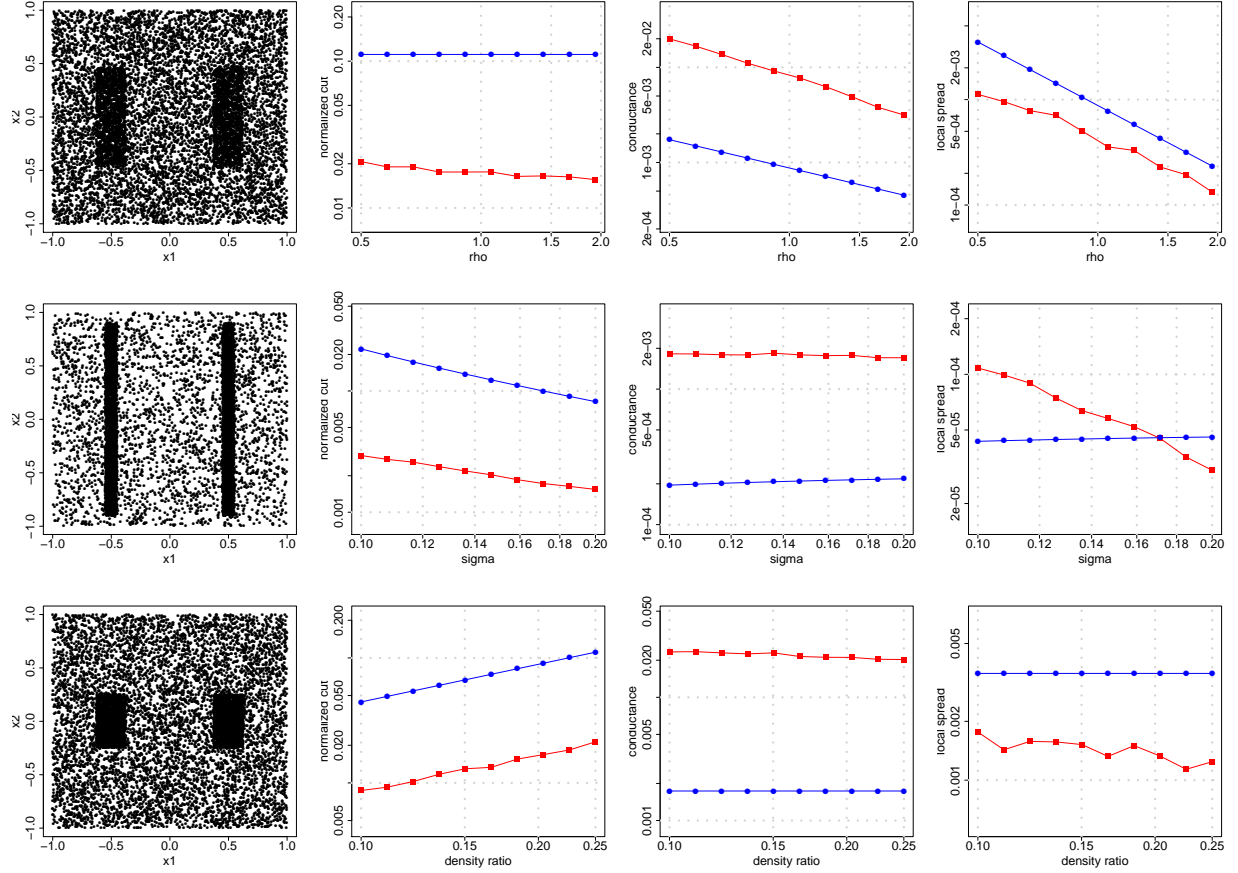 x2
1.0
0.5
0.0
−0.5
−1.0
−1.0 −0.5 0.0 0.5 1.0
x1
normalized cut
0.20
0.10
0.05
0.02
0.01
0.5 1.0 1.5 2.0
rho
conductance
2e−02
5e−03
1e−03
2e−04
0.5 1.0 1.5 2.0
rho
local spread
2e−03
5e−04
1e−04
0.5 1.0 1.5 2.0
rho
x2
1.0
0.5
0.0
−0.5
−1.0
−1.0 −0.5 0.0 0.5 1.0
x1
normalized cut
0.050
0.020
0.005
0.001
0.10 0.12 0.14 0.16 0.18 0.20
sigma
conductance
2e−03
5e−04
1e−04
0.10 0.12 0.14 0.16 0.18 0.20
sigma
local spread
2e−04
1e−04
5e−05
2e−05
0.10 0.12 0.14 0.16 0.18 0.20
sigma
x2
1.0
0.5
0.0
−0.5
−1.0
−1.0 −0.5 0.0 0.5 1.0
x1
normalized cut
0.200
0.050
0.020
0.005
0.10 0.15 0.20 0.25
density ratio
conductance
0.050
0.020
0.005
0.001
0.10 0.15 0.20 0.25
density ratio
local spread
0.005
0.002
0.001
0.10 0.15 0.20 0.25
density ratio